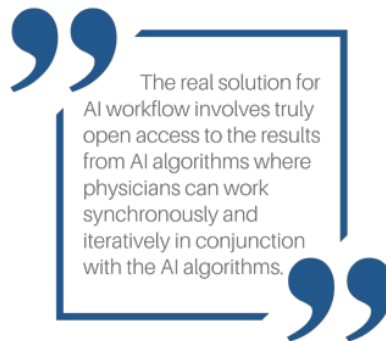 ”
The real solution for
AI workflow involves truly
open access to the results
from AI algorithms where
physicians can work
synchronously and
iteratively in conjunction
with the AI algorithms.
”